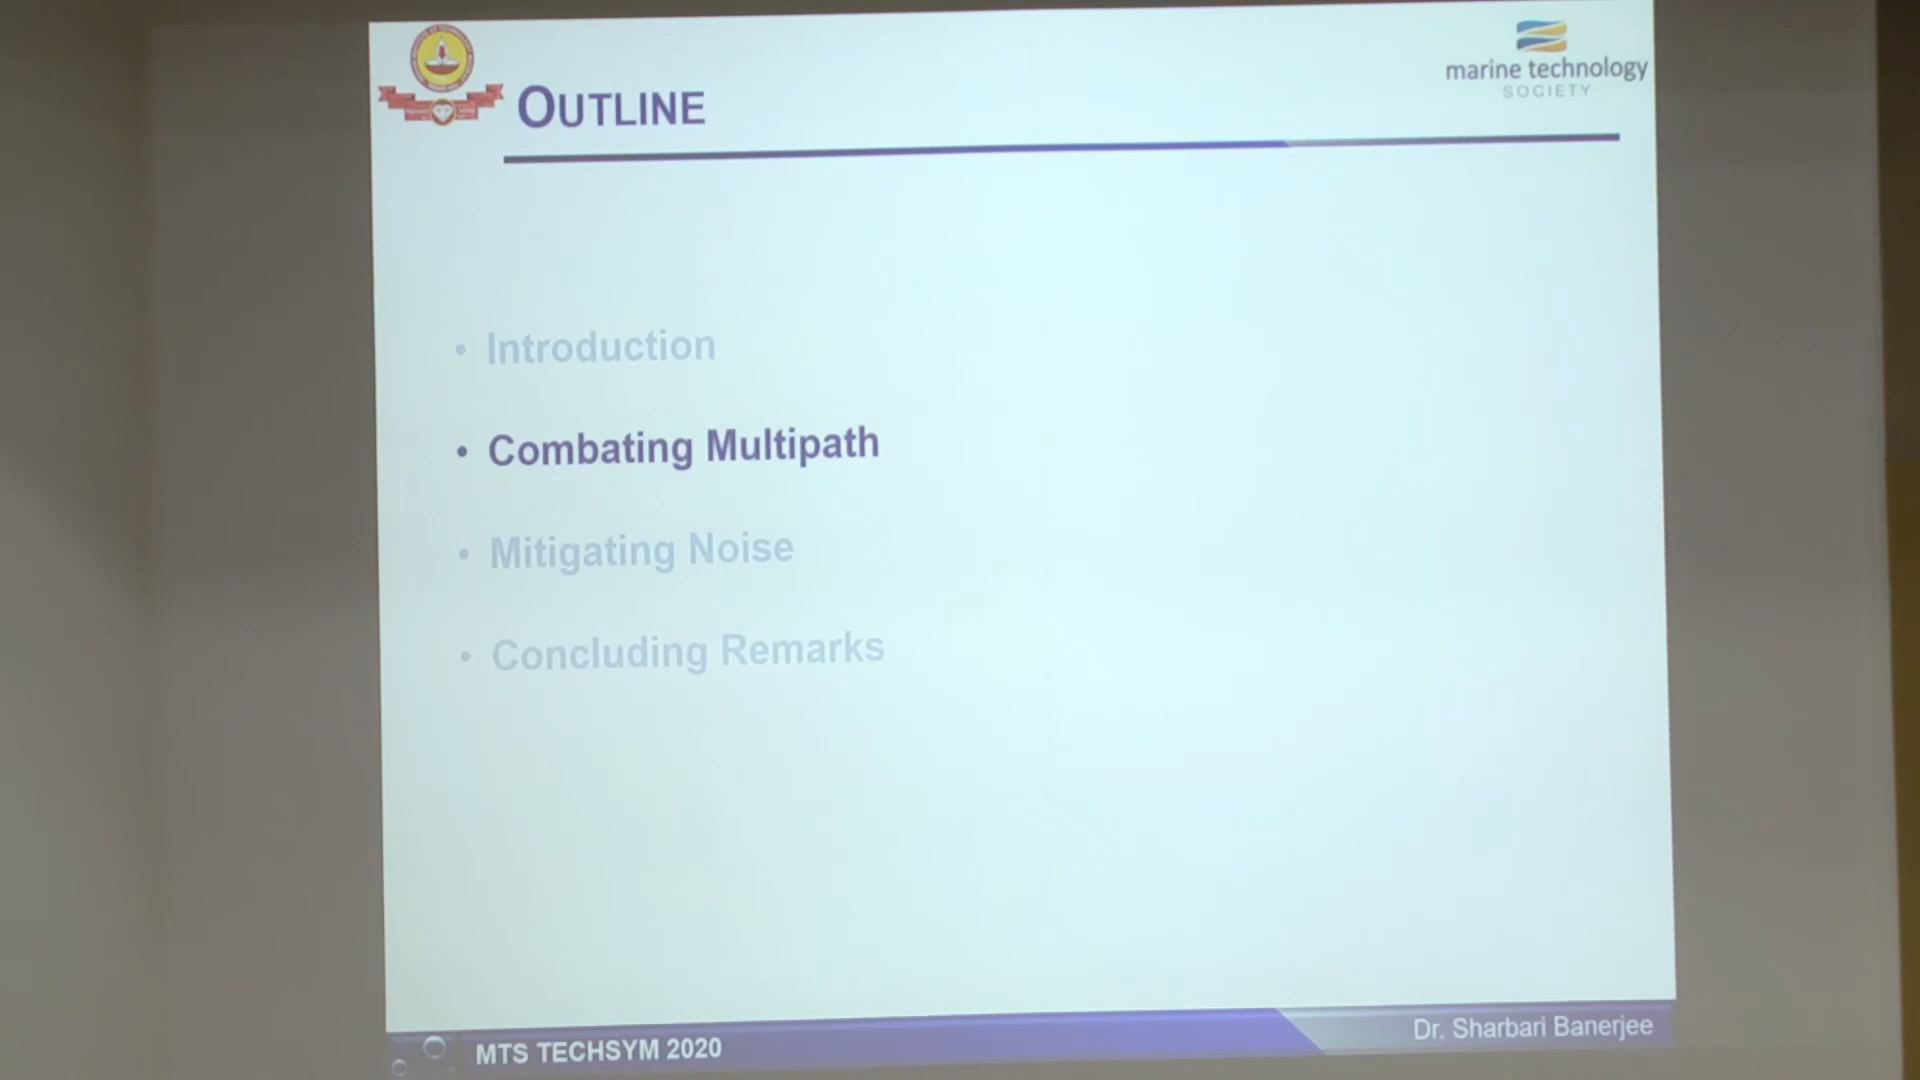 OUTLINE
marine technology
SOCIETY
• Introduction
• Combating Multipath
• Mitigating Noise
• Concluding Remarks
MTS TECHSYM 2020
Dr. Sharbari Banerjee